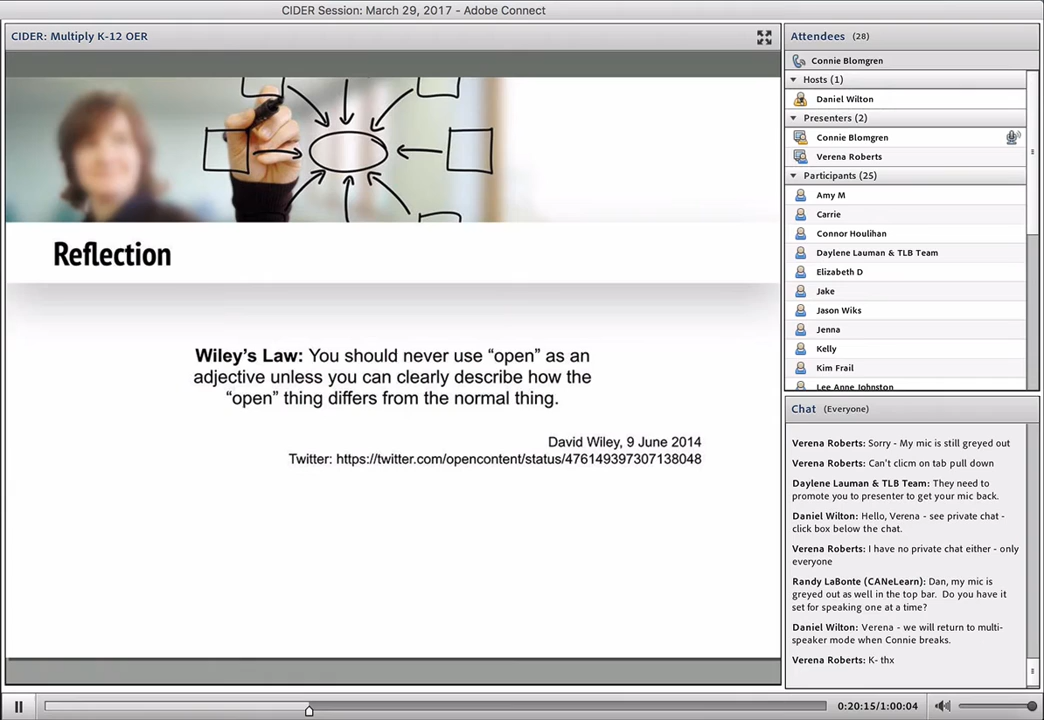 CIDER Session: March 29, 2017 - Adobe Connect
CIDER: Multiply K-12 OER
Reflection
Wiley's Law: You should never use “open” as an
adjective unless you can clearly describe how the
“open” thing differs from the normal thing.
David Wiley, 9 June 2014
Twitter: https://twitter.com/opencontent/status/476149397307138048
Attendees (28)
Connie Blomgren
Hosts (1)
Daniel Wilton
Presenters (2)
Connie Blomgren
Verena Roberts
Participants (25)
Amy M
Carrie
Connor Houlihan
Daylene Lauman & TLB Team
Elizabeth D
Jake
Jason Wiks
Jenna
Kelly
Kim Frail
Lee Anne Johnston
Chat (Everyone)
Verena Roberts: Sorry - My mic is still greyed out
Verena Roberts: Can't clicm on tab pull down
Daylene Lauman & TLB Team: They need to
promote you to presenter to get your mic back.
Daniel Wilton: Hello, Verena - see private chat -
click box below the chat.
Verena Roberts: I have no private chat either - only
everyone
Randy LaBonte (CANeLearn): Dan, my mic is
greyed out as well in the top bar. Do you have it
set for speaking one at a time?
Daniel Wilton: Verena - we will return to multi-
speaker mode when Connie breaks.
Verena Roberts: K- thx
0:20:15/1:00:04